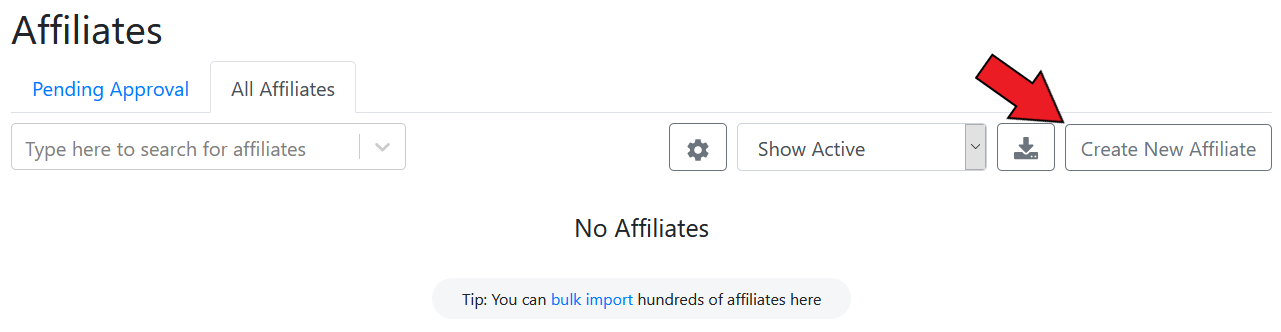 Affiliates
Pending Approval
All Affiliates
Type here to search for affiliates
Show Active
Create New Affiliate
No Affiliates
Tip: You can bulk import hundreds of affiliates here